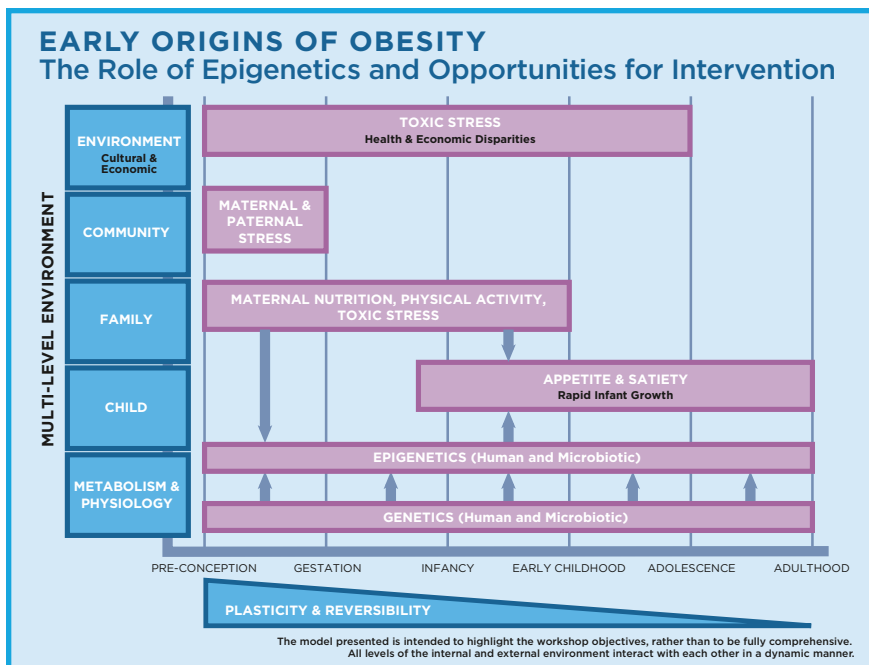 EARLY ORIGINS OF OBESITY
The Role of Epigenetics and Opportunities for Intervention
MULTI-LEVEL ENVIRONMENT
ENVIRONMENT
Cultural &
Economic
TOXIC STRESS
Health & Economic Disparities
COMMUNITY
MATERNAL &
PATERNAL
STRESS
FAMILY
MATERNAL NUTRITION, PHYSICAL ACTIVITY,
TOXIC STRESS
CHILD
APPETITE & SATIETY
Rapid Infant Growth
METABOLISM &
PHYSIOLOGY
EPIGENETICS (Human and Microbiotic)
GENETICS (Human and Microbiotic)
PRE-CONCEPTION
GESTATION
INFANCY
EARLY CHILDHOOD
ADOLESCENCE
ADULTHOOD
PLASTICITY & REVERSIBILITY
The model presented is intended to highlight the workshop objectives, rather than to be fully comprehensive.
All levels of the internal and external environment interact with each other in a dynamic manner.